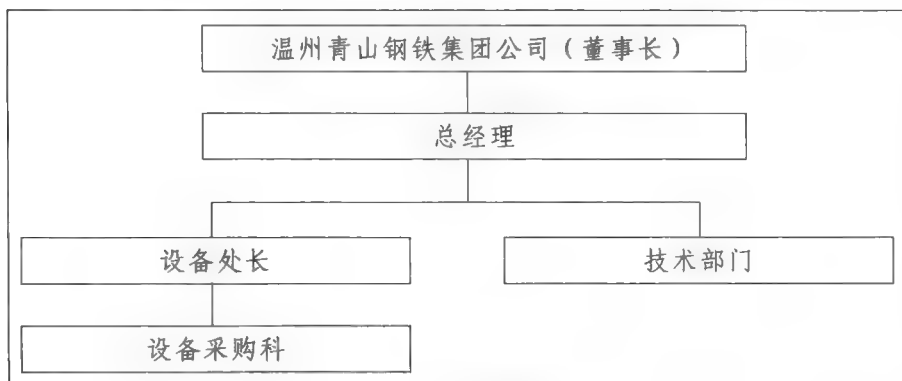 温州青山钢铁集团公司（董事长）
总经理
设备处长
技术部门
设备采购科